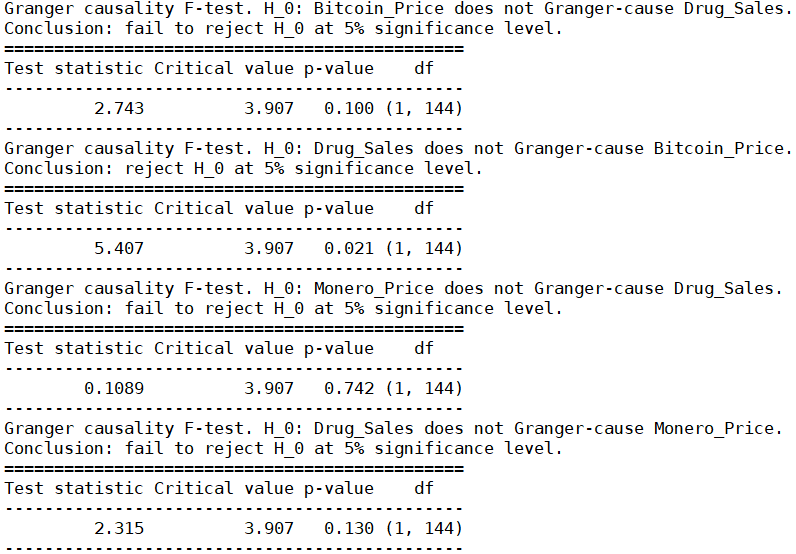 Granger causality F-test. H_0: Bitcoin_Price does not Granger-cause Drug_Sales.
Conclusion: fail to reject H_0 at 5% significance level.
==============================================
Test statistic Critical value p-value    df
----------------------------------------------
         2.743          3.907   0.100 (1, 144)
----------------------------------------------
Granger causality F-test. H_0: Drug_Sales does not Granger-cause Bitcoin_Price.
Conclusion: reject H_0 at 5% significance level.
==============================================
Test statistic Critical value p-value    df
----------------------------------------------
         5.407          3.907   0.021 (1, 144)
----------------------------------------------
Granger causality F-test. H_0: Monero_Price does not Granger-cause Drug_Sales.
Conclusion: fail to reject H_0 at 5% significance level.
==============================================
Test statistic Critical value p-value    df
----------------------------------------------
        0.1089          3.907   0.742 (1, 144)
----------------------------------------------
Granger causality F-test. H_0: Drug_Sales does not Granger-cause Monero_Price.
Conclusion: fail to reject H_0 at 5% significance level.
==============================================
Test statistic Critical value p-value    df
----------------------------------------------
         2.315          3.907   0.130 (1, 144)
----------------------------------------------